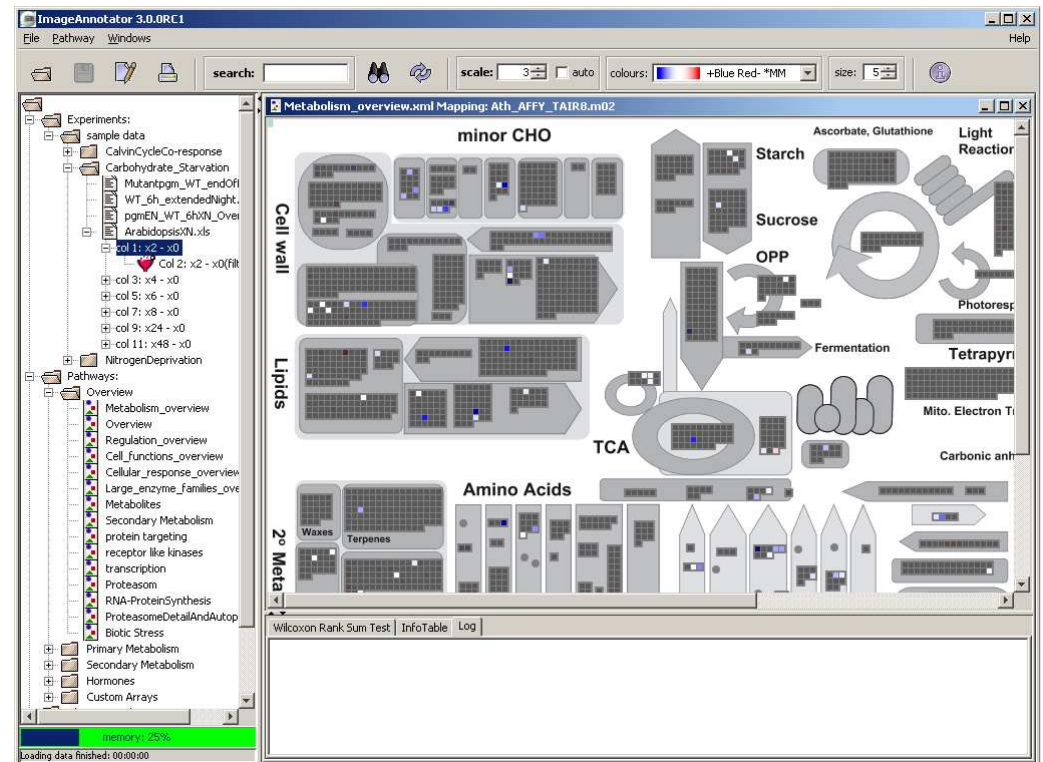 ImageAnnotator 3.0.0RC1
File Pathway Windows Help
search: scale: 3 auto colours: +Blue Red- *MM size: 5
Experiments:
sample data
CalvinCycleCo-response
Carbohydrate_Starvation
Mutantpgm_WT_endOf
WT_6h_extendedNight.
pgmEN_WT_6hXN_Over
ArabidopsisXN.xls
col 1: x2 - x0
Col 2: x2 - x0(filt
col 3: x4 - x0
col 5: x6 - x0
col 7: x8 - x0
col 9: x24 - x0
col 11: x48 - x0
NitrogenDeprivation
Pathways:
Overview
Metabolism_overview
Overview
Regulation_overview
Cell_functions_overview
Cellular_response_overview
Large_enzyme_families_ove
Metabolites
Secondary Metabolism
protein targeting
receptor like kinases
transcription
Proteasom
RNA-ProteinSynthesis
ProteasomeDetailAndAutop
Biotic Stress
Primary Metabolism
Secondary Metabolism
Hormones
Custom Arrays
memory: 25%
Loading data finished: 00:00:00
Metabolism_overview.xml Mapping: Ath_AFFY_TAIR8.m02
minor CHO
Ascorbate, Glutathione
Light
Reaction
Starch
Cell wall
Sucrose
OPP
Photoresp
Fermentation
Tetapyrr
Lipids
Mito. Electron Tr
TCA
Carbonic anh
Amino Acids
2º Meta
Waxes
Terpenes
Wilcoxon Rank Sum Test InfoTable Log